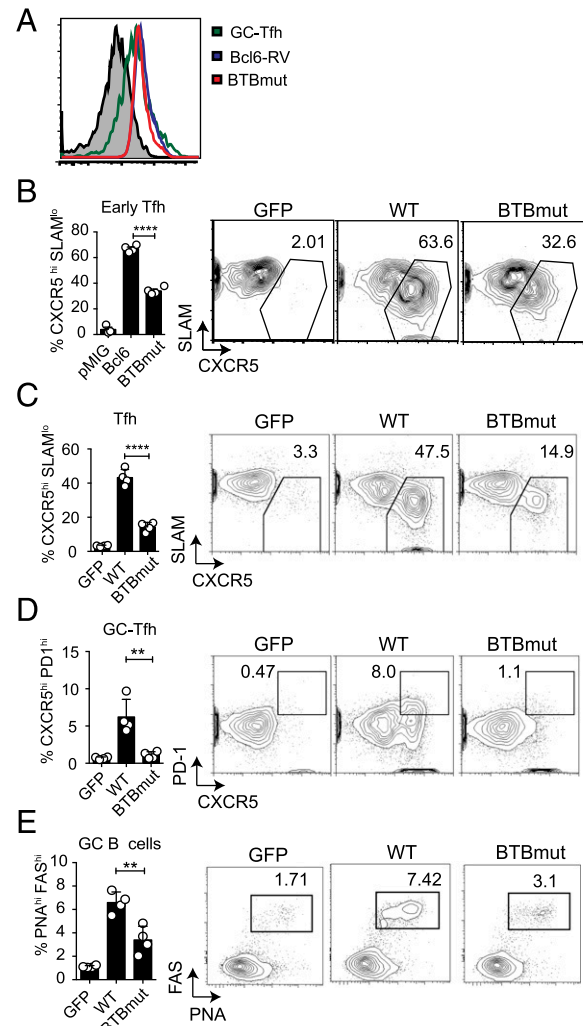 A
GC-Tfh
Bcl6-RV
BTBmut
B
Early Tfh
% CXCR5 hi SLAMlo
80
60
40
20
0
pMIG
Bcl6
BTBmut
****
GFP
WT
BTBmut
2.01
63.6
32.6
SLAM
CXCR5
C
Tfh
% CXCR5hi SLAMlo
60
40
20
0
GFP
WT
BTBmut
****
GFP
WT
BTBmut
3.3
47.5
14.9
SLAM
CXCR5
D
GC-Tfh
% CXCR5hi PD1hi
15
10
5
0
GFP
WT
BTBmut
**
GFP
WT
BTBmut
0.47
8.0
1.1
PD-1
CXCR5
E
GC B cells
% PNAhi FAShi
10
8
6
4
2
0
GFP
WT
BTBmut
**
GFP
WT
BTBmut
1.71
7.42
3.1
FAS
PNA